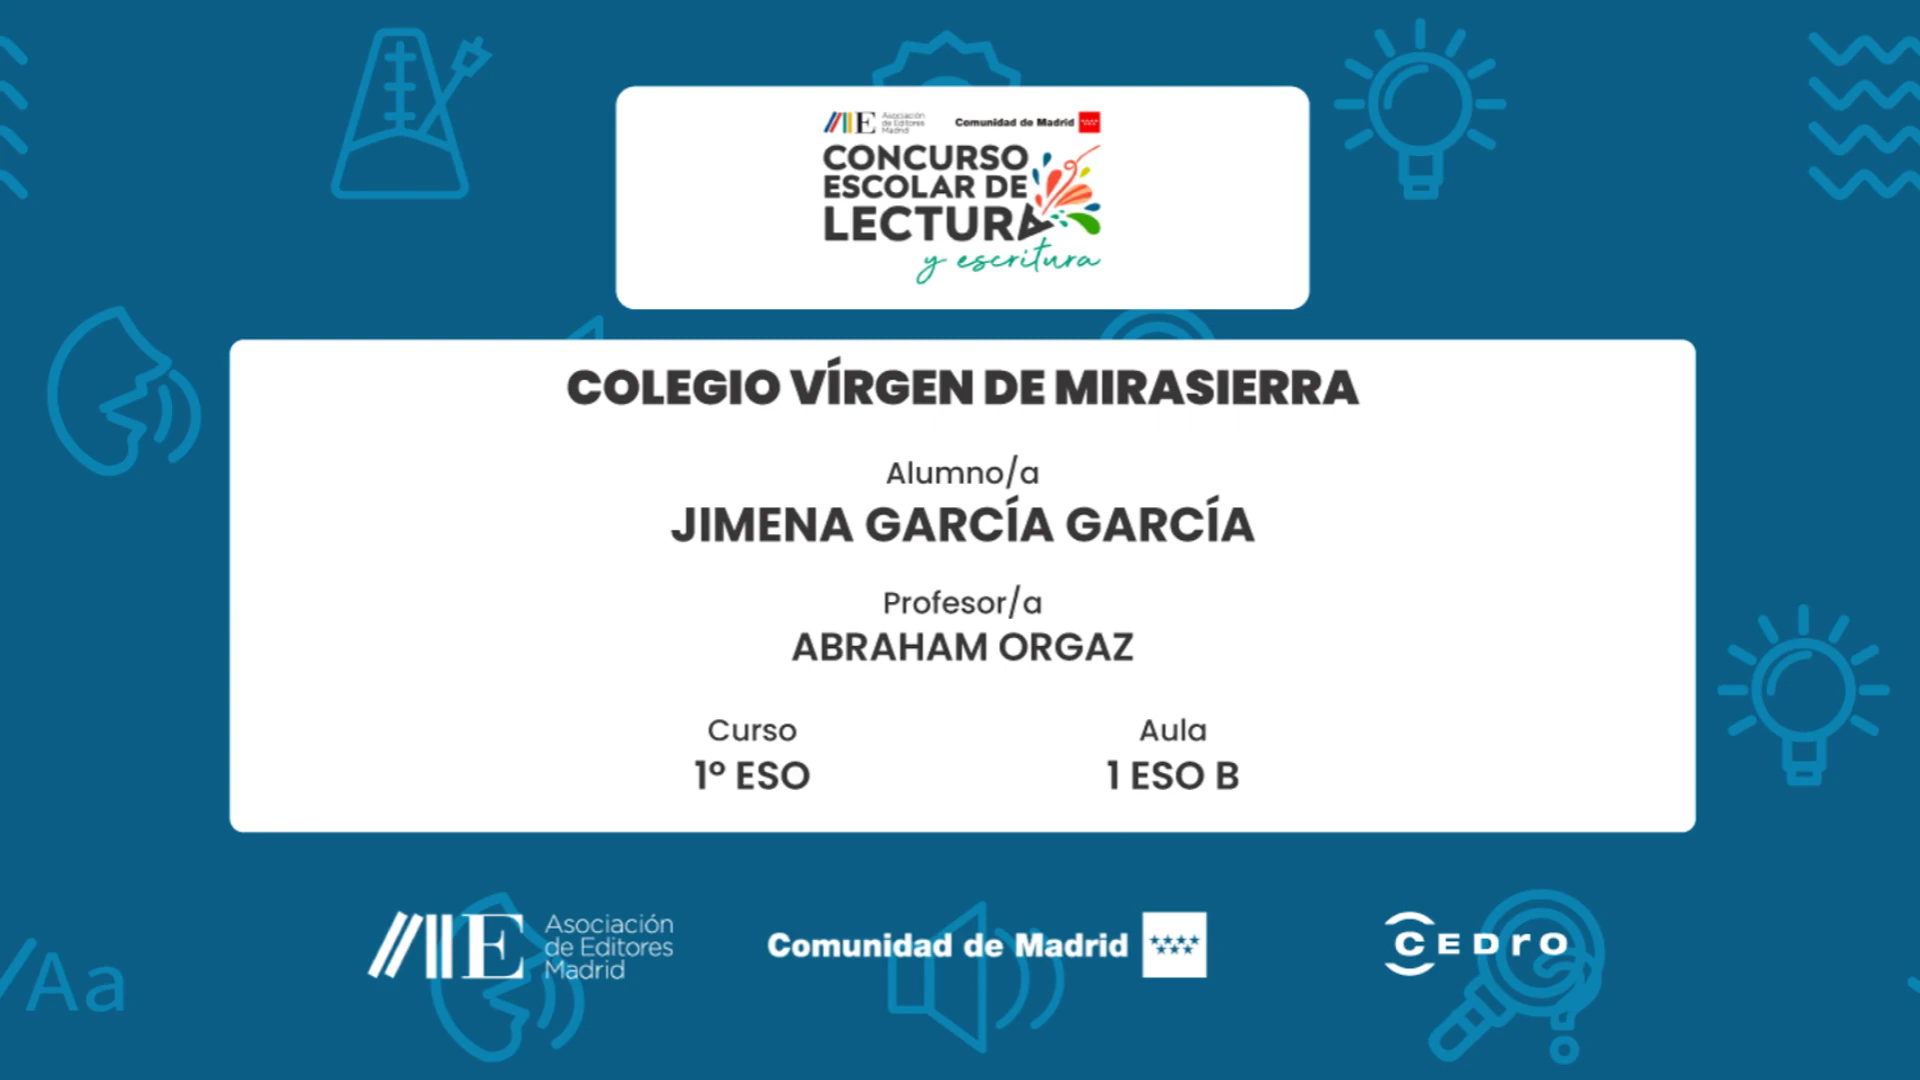 Asociación
de Editores
Madrid
Comunidad de Madrid
CONCURSO
ESCOLAR DE
LECTURA
y escritura
COLEGIO VÍRGEN DE MIRASIERRA
Alumno/a
JIMENA GARCÍA GARCÍA
Profesor/a
ABRAHAM ORGAZ
Curso
1º ESO
Aula
1 ESO B
Aa
Asociación
de Editores
Madrid
Comunidad de Madrid
CEDRO